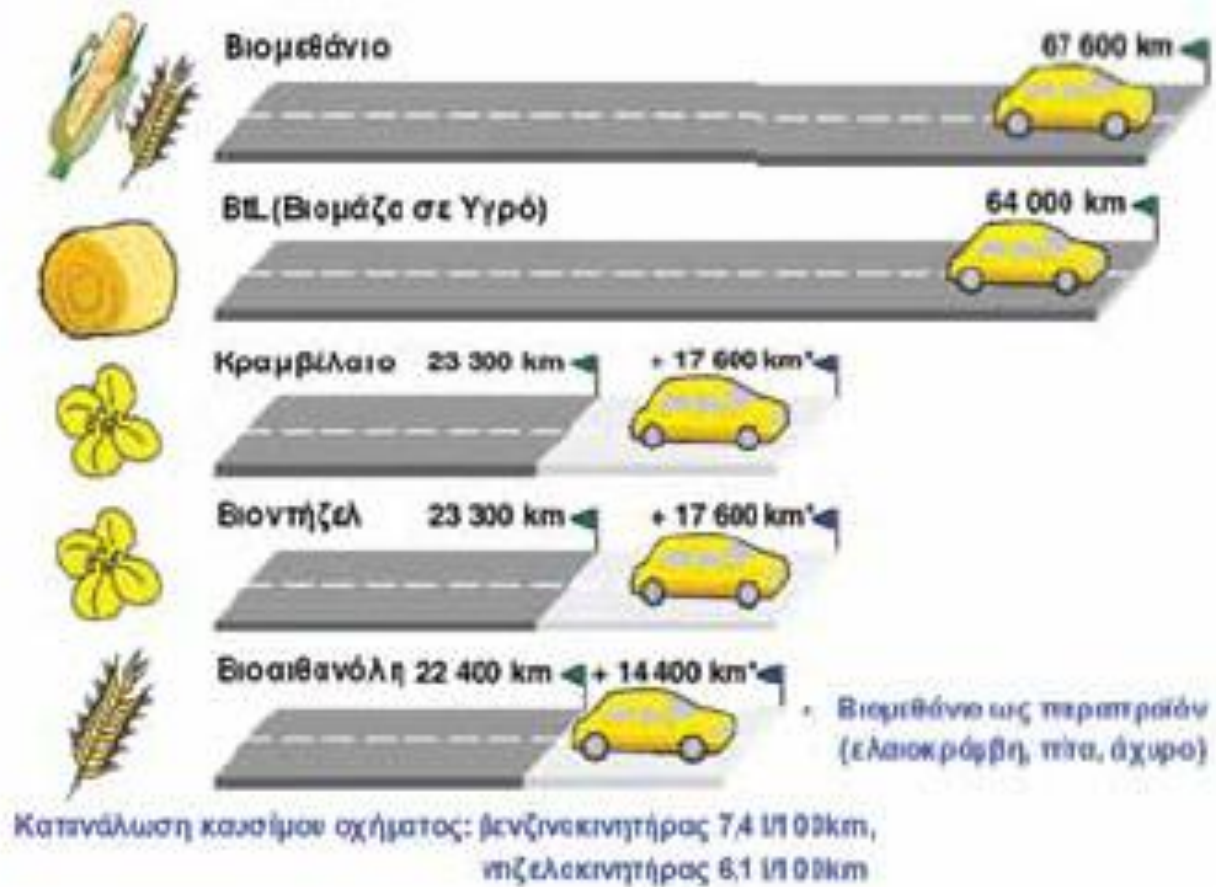 Βιομεθάνιο 67 600 km
BtL (Βιομάζα σε Υγρό) 64 000 km
Κραμβέλαιο 23 300 km + 17 600 km*
Βιοντήζελ 23 300 km + 17 600 km*
Βιοαιθανόλη 22 400 km + 14 400 km*
* Βιομεθάνιο ως παραπροϊόν
(ελαιοκράμβη, πίτα, άχυρο)
Κατανάλωση καυσίμου οχήματος: βενζινοκινητήρας 7,4 l/100km,
ντιζελοκινητήρας 6,1 l/100km